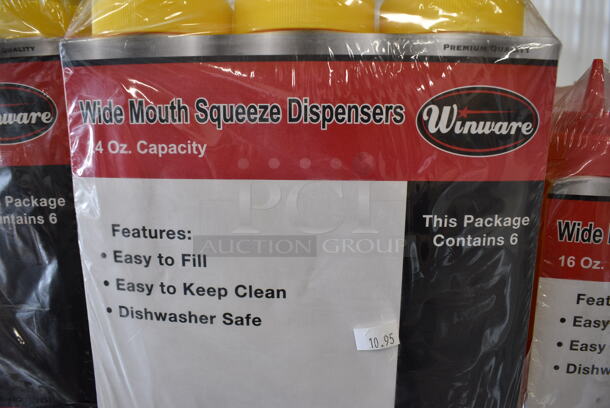 QUALITY
nware
Package
ntains 6
PREMIUM QUALITY
Wide Mouth Squeeze Dispensers
Winware
4 Oz. Capacity
PCI
AUCTION GROUP
Features:
• Easy to Fill
• Easy to Keep Clean
• Dishwasher Safe
This Package
Contains 6
10.95
Wide
16 Oz.
Feat
• Easy
• Easy
• Dishw